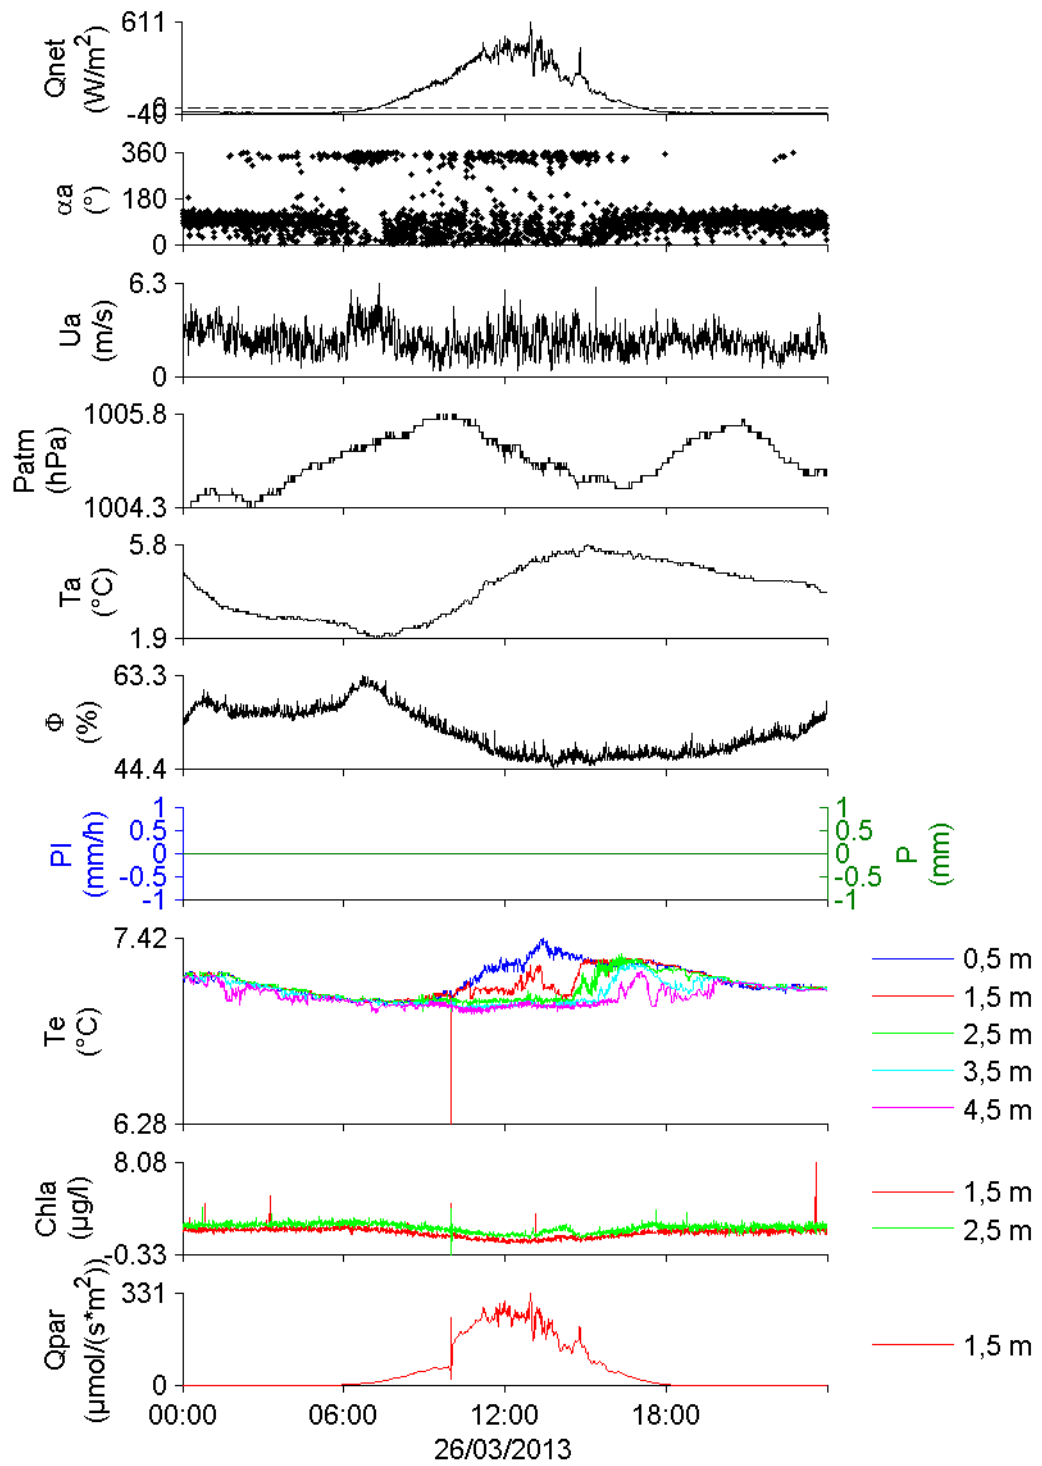 611
0
-40
Qnet
(W/m²)
360
180
0
αa
(°)
6.3
0
Ua
(m/s)
1005.8
1004.3
Patm
(hPa)
5.8
1.9
Ta
(°C)
63.3
44.4
Φ
(%)
1
0.5
0
-0.5
-1
PI
(mm/h)
1
0.5
0
-0.5
-1
P
(mm)
7.42
6.28
Te
(°C)
0,5 m
1,5 m
2,5 m
3,5 m
4,5 m
8.08
-0.33
Chla
(µg/l)
1,5 m
2,5 m
331
0
Qpar
(µmol/(s*m²))
1,5 m
00:00 06:00 12:00 18:00
26/03/2013